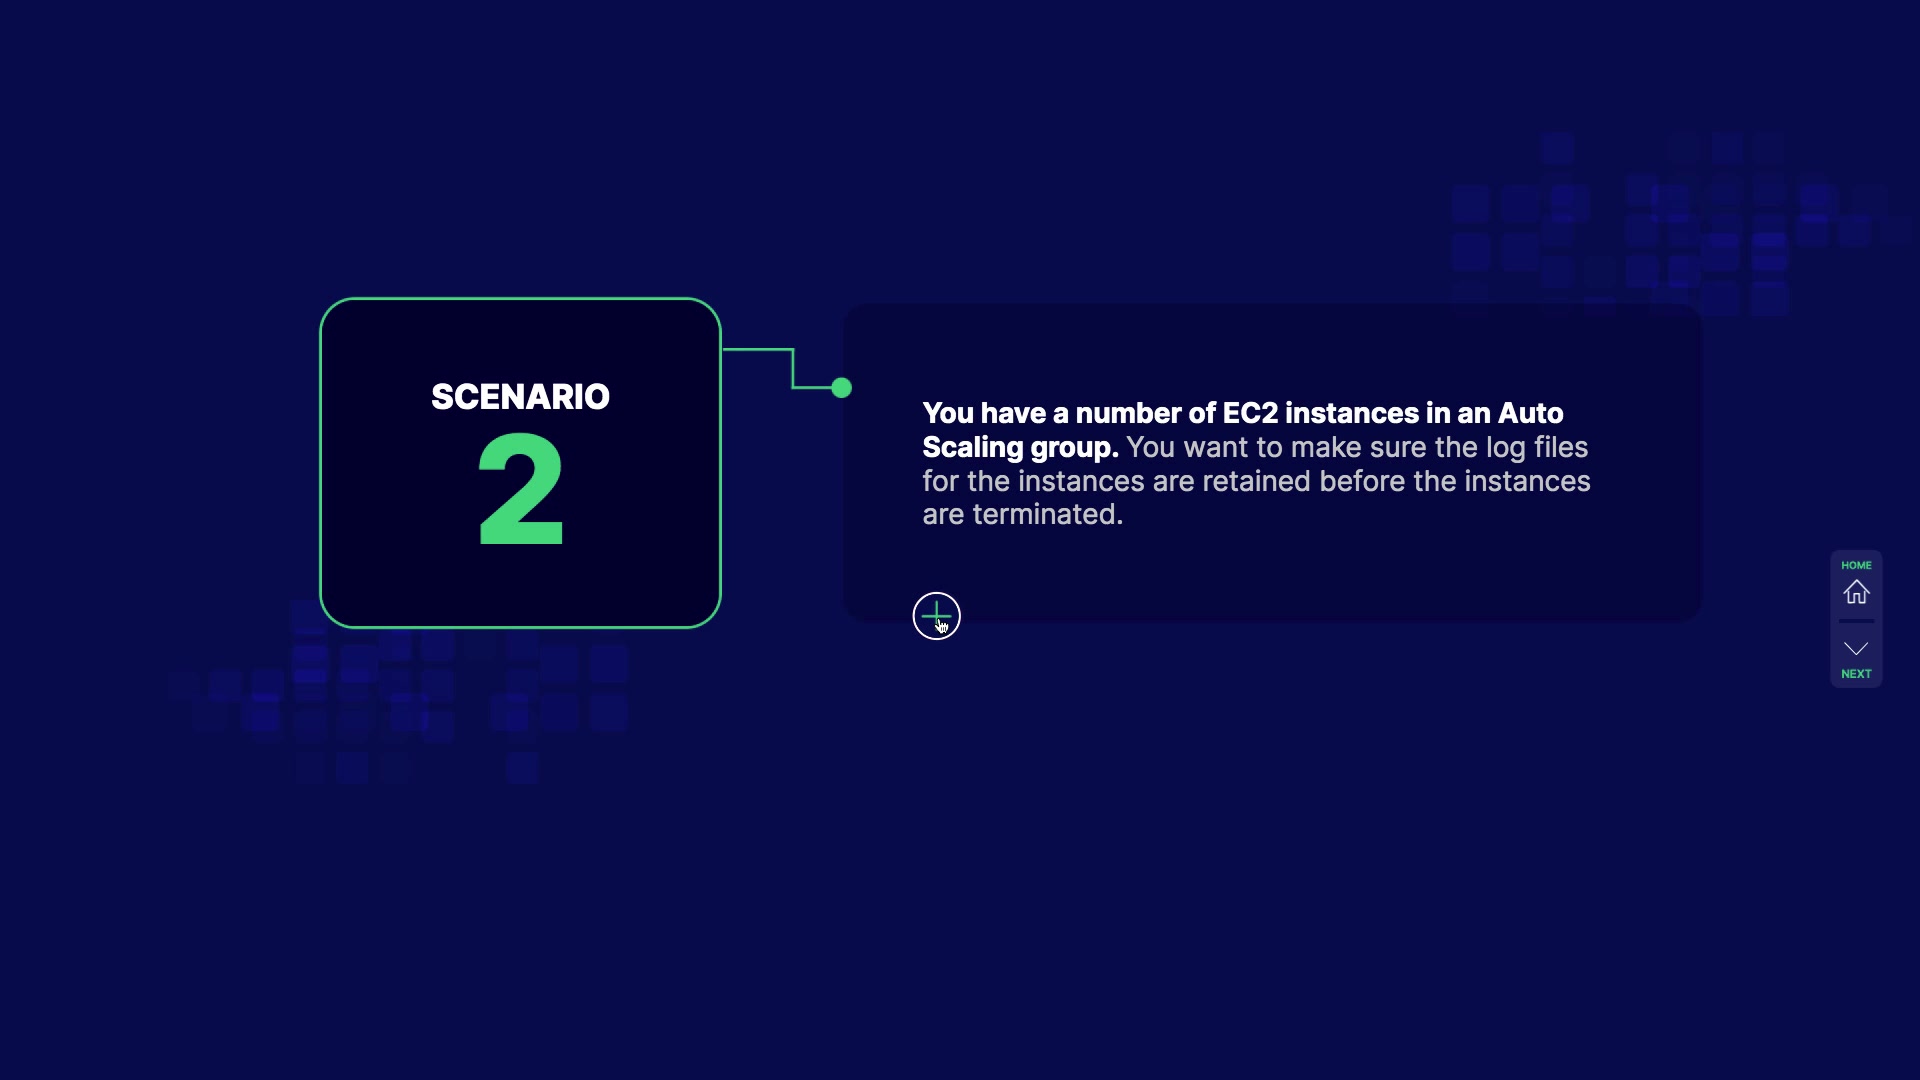 SCENARIO
2
You have a number of EC2 instances in an Auto
Scaling group. You want to make sure the log files
for the instances are retained before the instances
are terminated.
HOME
NEXT